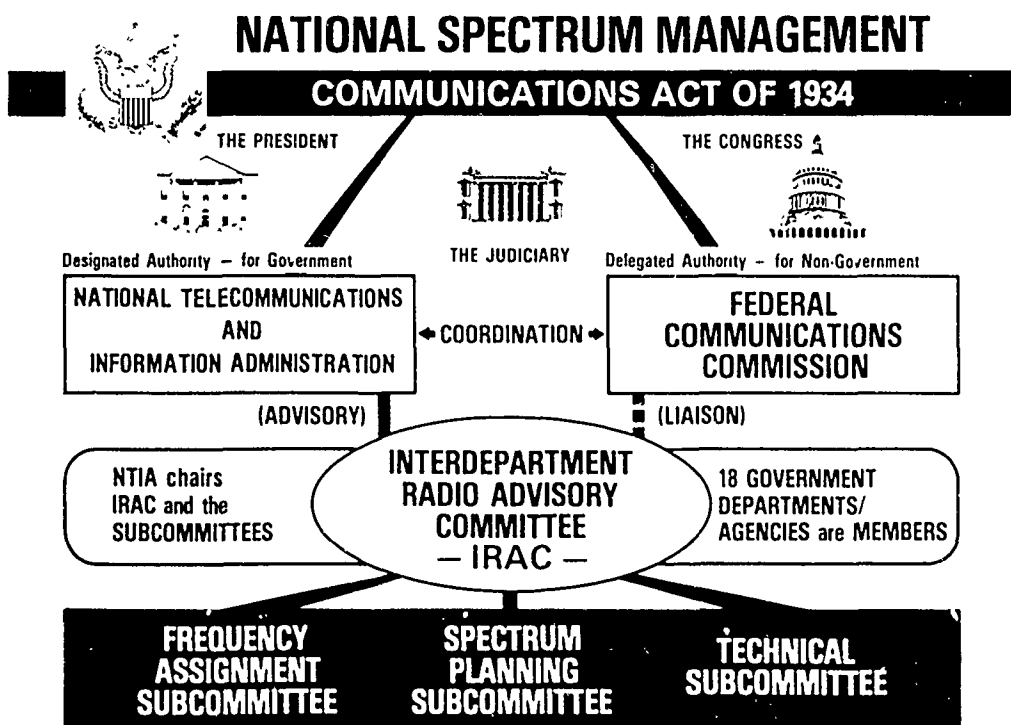 NATIONAL SPECTRUM MANAGEMENT
COMMUNICATIONS ACT OF 1934
THE PRESIDENT
THE CONGRESS
THE JUDICIARY
Designated Authority – for Government
Delegated Authority – for Non-Government
NATIONAL TELECOMMUNICATIONS
AND
INFORMATION ADMINISTRATION
COORDINATION
FEDERAL
COMMUNICATIONS
COMMISSION
(ADVISORY)
(LIAISON)
NTIA chairs
IRAC and the
SUBCOMMITTEES
INTERDEPARTMENT
RADIO ADVISORY
COMMITTEE
– IRAC –
18 GOVERNMENT
DEPARTMENTS/
AGENCIES are MEMBERS
FREQUENCY
ASSIGNMENT
SUBCOMMITTEE
SPECTRUM
PLANNING
SUBCOMMITTEE
TECHNICAL
SUBCOMMITTEE